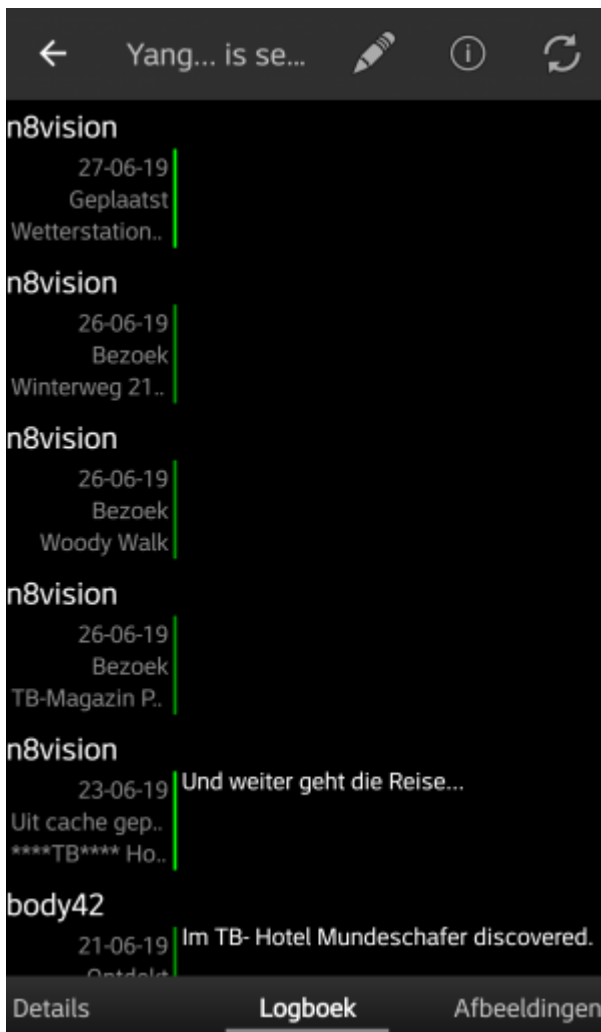 Yang... is se...
n8vision
27-06-19
Geplaatst
Wetterstation..
n8vision
26-06-19
Bezoek
Winterweg 21..
n8vision
26-06-19
Bezoek
Woody Walk
n8vision
26-06-19
Bezoek
TB-Magazin P..
n8vision
23-06-19
Und weiter geht die Reise...
Uit cache gep..
****TB**** Ho..
body42
21-06-19
Im TB- Hotel Mundeschafer discovered.
Ontdekt
Details
Logboek
Afbeeldingen